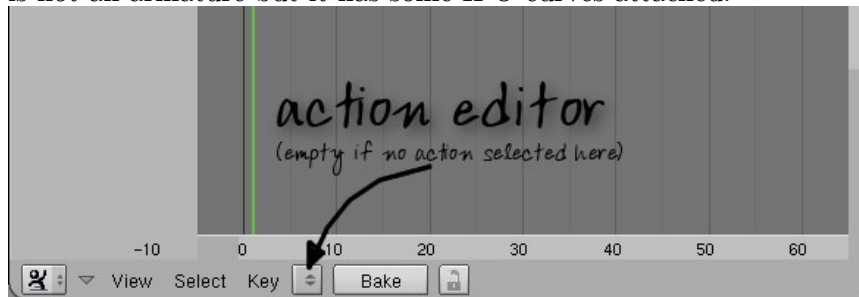 is not an armature but it has some IPO curves attached.
action editor
(empty if no action selected here)
-10 0 10 20 30 40 50 60
View Select Key Bake